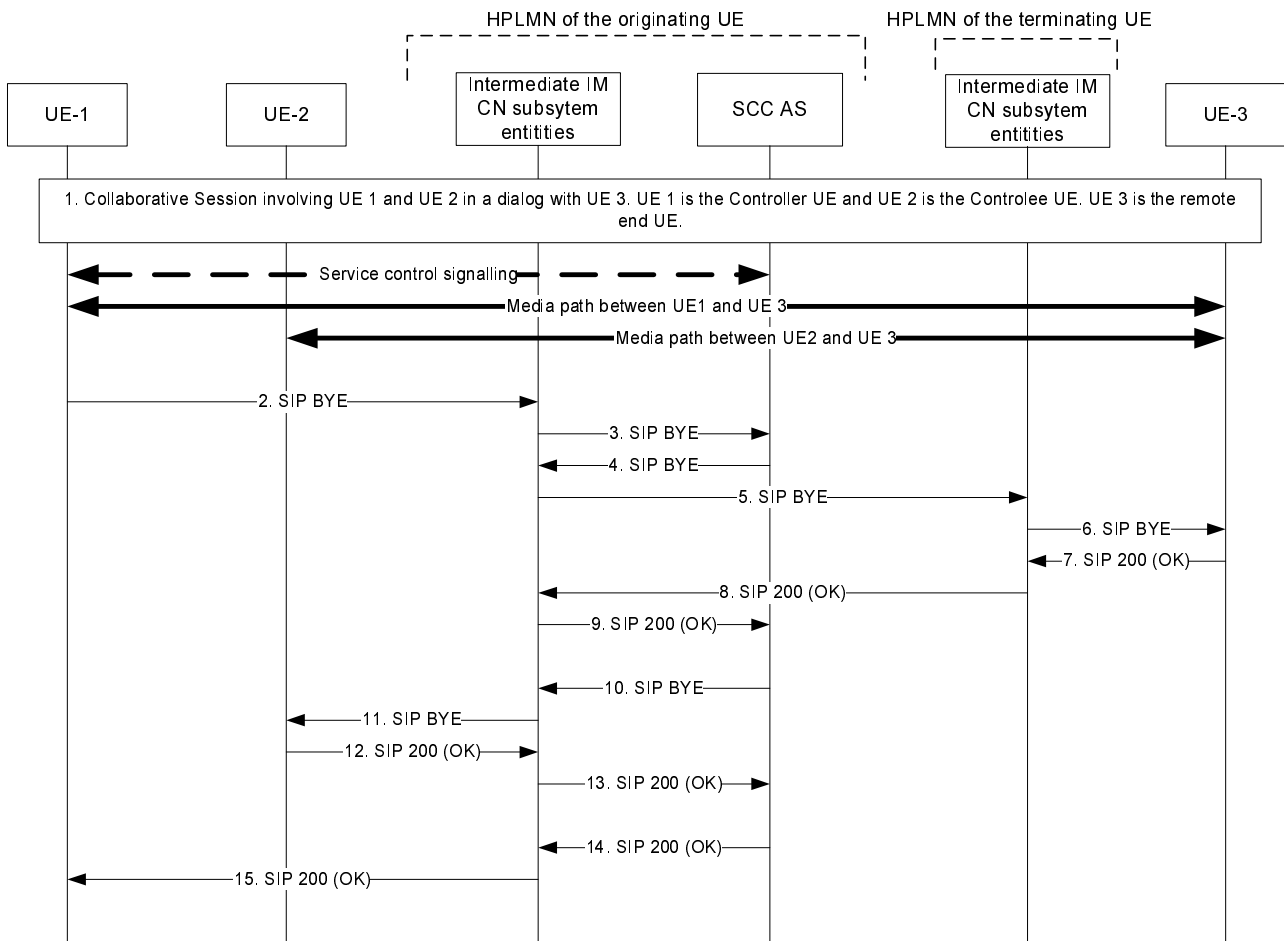 HPLMN of the originating UE
HPLMN of the terminating UE
UE-1
UE-2
Intermediate IM
CN subsytem
entitities
SCC AS
Intermediate IM
CN subsytem
entitities
UE-3
1. Collaborative Session involving UE 1 and UE 2 in a dialog with UE 3. UE 1 is the Controller UE and UE 2 is the Controlee UE. UE 3 is the remote
end UE.
Service control signalling
Media path between UE1 and UE 3
Media path between UE2 and UE 3
2. SIP BYE
3. SIP BYE
4. SIP BYE
5. SIP BYE
6. SIP BYE
7. SIP 200 (OK)
8. SIP 200 (OK)
9. SIP 200 (OK)
10. SIP BYE
11. SIP BYE
12. SIP 200 (OK)
13. SIP 200 (OK)
14. SIP 200 (OK)
15. SIP 200 (OK)